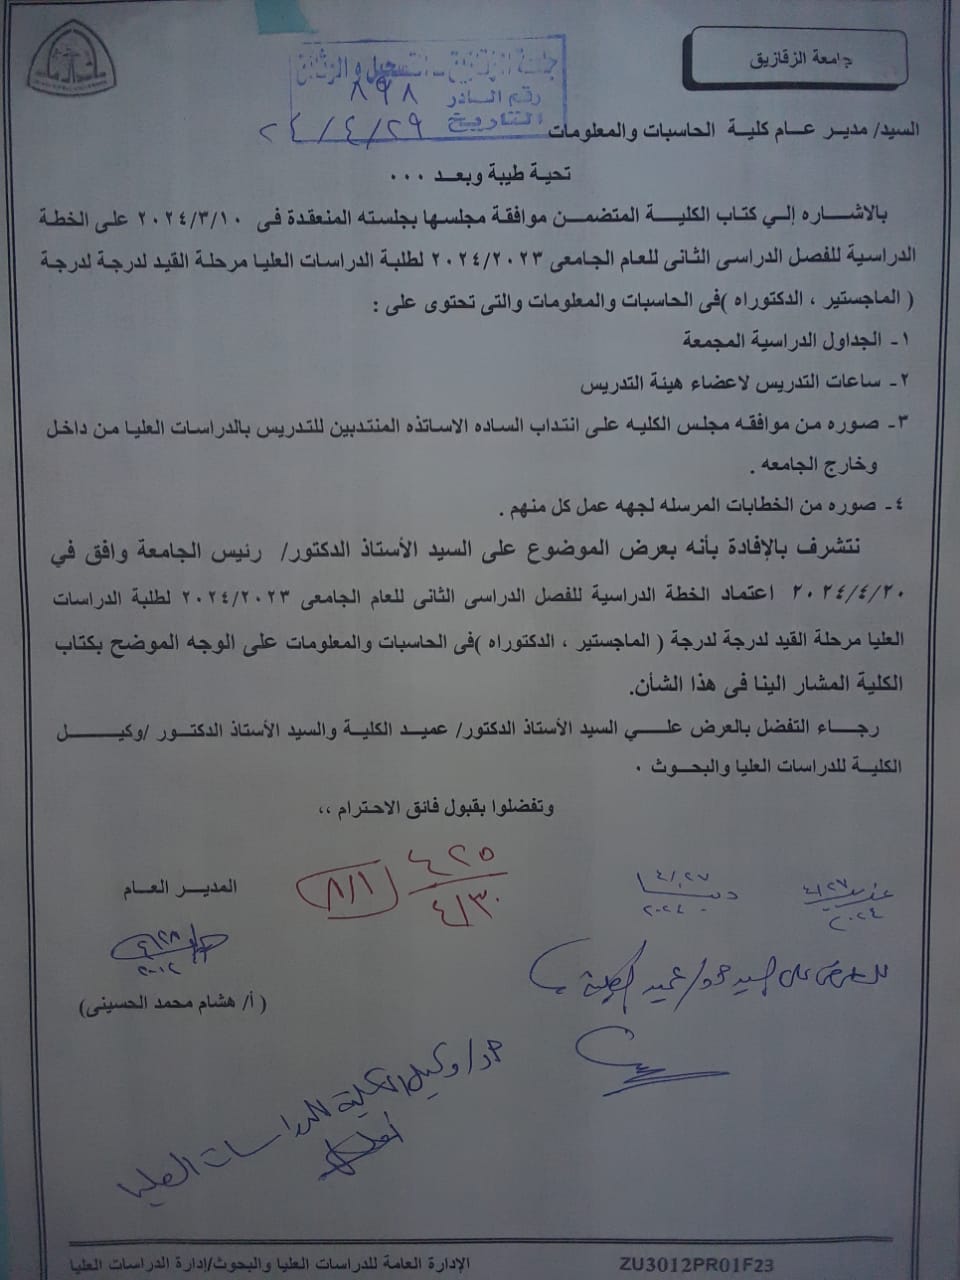 جامعة الزقازيق
جامعة الزقازيق - التسجيل والوثائق
رقم الصادر ٨٩٨
التاريخ ٢٤/٤/٢٩
السيد/ مدير عام كلية الحاسبات والمعلومات
تحية طيبة وبعد ...
بالاشاره إلي كتاب الكلية المتضمن موافقة مجلسها بجلسته المنعقدة فى ٢٠٢٤/٣/١٠ على الخطة
الدراسية للفصل الدراسى الثانى للعام الجامعى ٢٠٢٤/٢٠٢٣ لطلبة الدراسات العليا مرحلة القيد لدرجة لدرجة
( الماجستير ، الدكتوراه )فى الحاسبات والمعلومات والتى تحتوى على :
١- الجداول الدراسية المجمعة
٢- ساعات التدريس لاعضاء هيئة التدريس
٣- صوره من موافقه مجلس الكليه على انتداب الساده الاساتذه المنتدبين للتدريس بالدراسات العليا من داخل
وخارج الجامعه .
٤- صوره من الخطابات المرسله لجهه عمل كل منهم .
نتشرف بالإفادة بأنه بعرض الموضوع على السيد الأستاذ الدكتور/ رئيس الجامعة وافق في
٢٠٢٤/٤/٢٠ اعتماد الخطة الدراسية للفصل الدراسى الثانى للعام الجامعى ٢٠٢٤/٢٠٢٣ لطلبة الدراسات
العليا مرحلة القيد لدرجة لدرجة ( الماجستير ، الدكتوراه )فى الحاسبات والمعلومات على الوجه الموضح بكتاب
الكلية المشار الينا فى هذا الشأن.
رجاء التفضل بالعرض علي السيد الأستاذ الدكتور/ عميد الكلية والسيد الأستاذ الدكتور /وكيل
الكلية للدراسات العليا والبحوث .
وتفضلوا بقبول فائق الاحترام ،،
٤٢٥
٤/٣٠
٨/١
٤/٢٧
٢٠٢٤
٤/٢٧
٢٠٢٤
المدير العام
( أ/ هشام محمد الحسينى)
للعرض على السيد أ.د/ عميد الكلية
أ.د/ وكيل الكلية للدراسات العليا
ZU3012PR01F23
الإدارة العامة للدراسات العليا والبحوث/إدارة الدراسات العليا